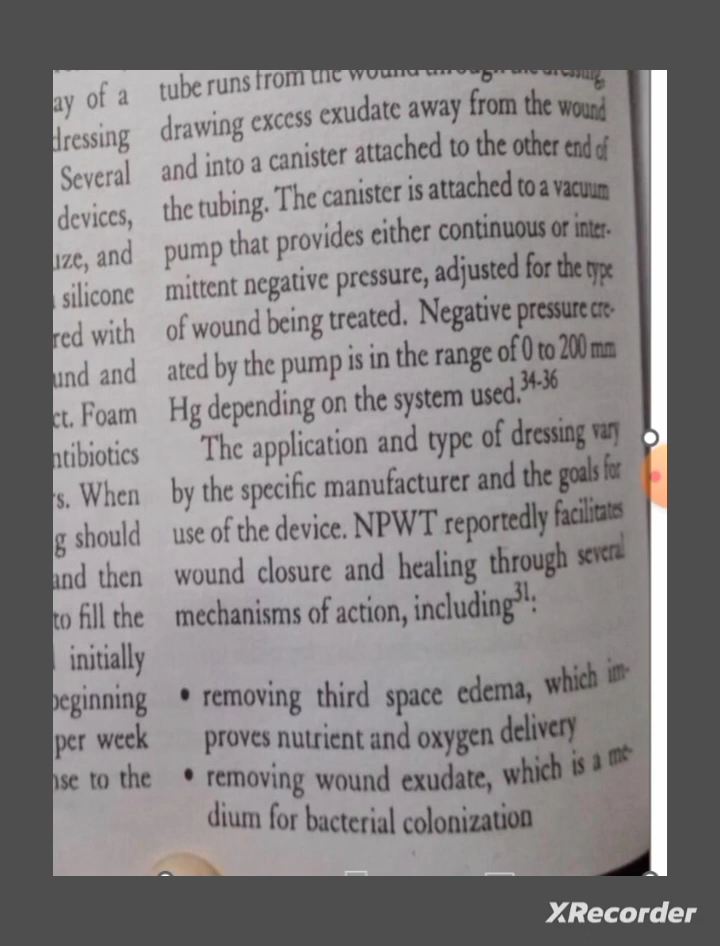 ay of a
dressing
Several
devices,
uze, and
silicone
red with
und and
ct. Foam
ntibiotics
s. When
g should
and then
to fill the
initially
beginning
per week
nse to the
tube runs from the wound through the dressing,
drawing excess exudate away from the wound
and into a canister attached to the other end of
the tubing. The canister is attached to a vacuum
pump that provides either continuous or inter-
mittent negative pressure, adjusted for the type
of wound being treated. Negative pressure cre-
ated by the pump is in the range of 0 to 200 mm
Hg depending on the system used.34-36
The application and type of dressing vary
by the specific manufacturer and the goals for
use of the device. NPWT reportedly facilitates
wound closure and healing through several
mechanisms of action, including31:
• removing third space edema, which im-
proves nutrient and oxygen delivery
• removing wound exudate, which is a me-
dium for bacterial colonization
XRecorder